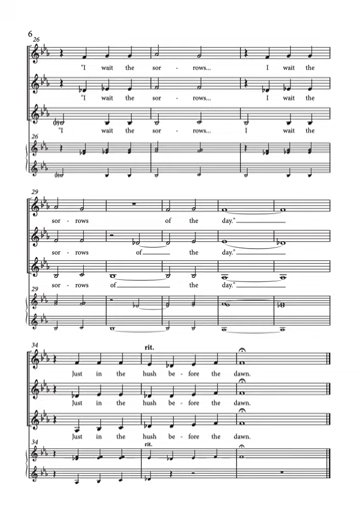 6
26
"I wait the sor- rows... I wait the
"I wait the sor- rows... I wait the
"I wait the sor- rows... I wait the
26
29
sor- rows of the day."
sor- rows of the day."
sor- rows of the day."
29
34
rit.
Just in the hush be- fore the dawn.
Just in the hush be- fore the dawn.
Just in the hush be- fore the dawn.
34
rit.